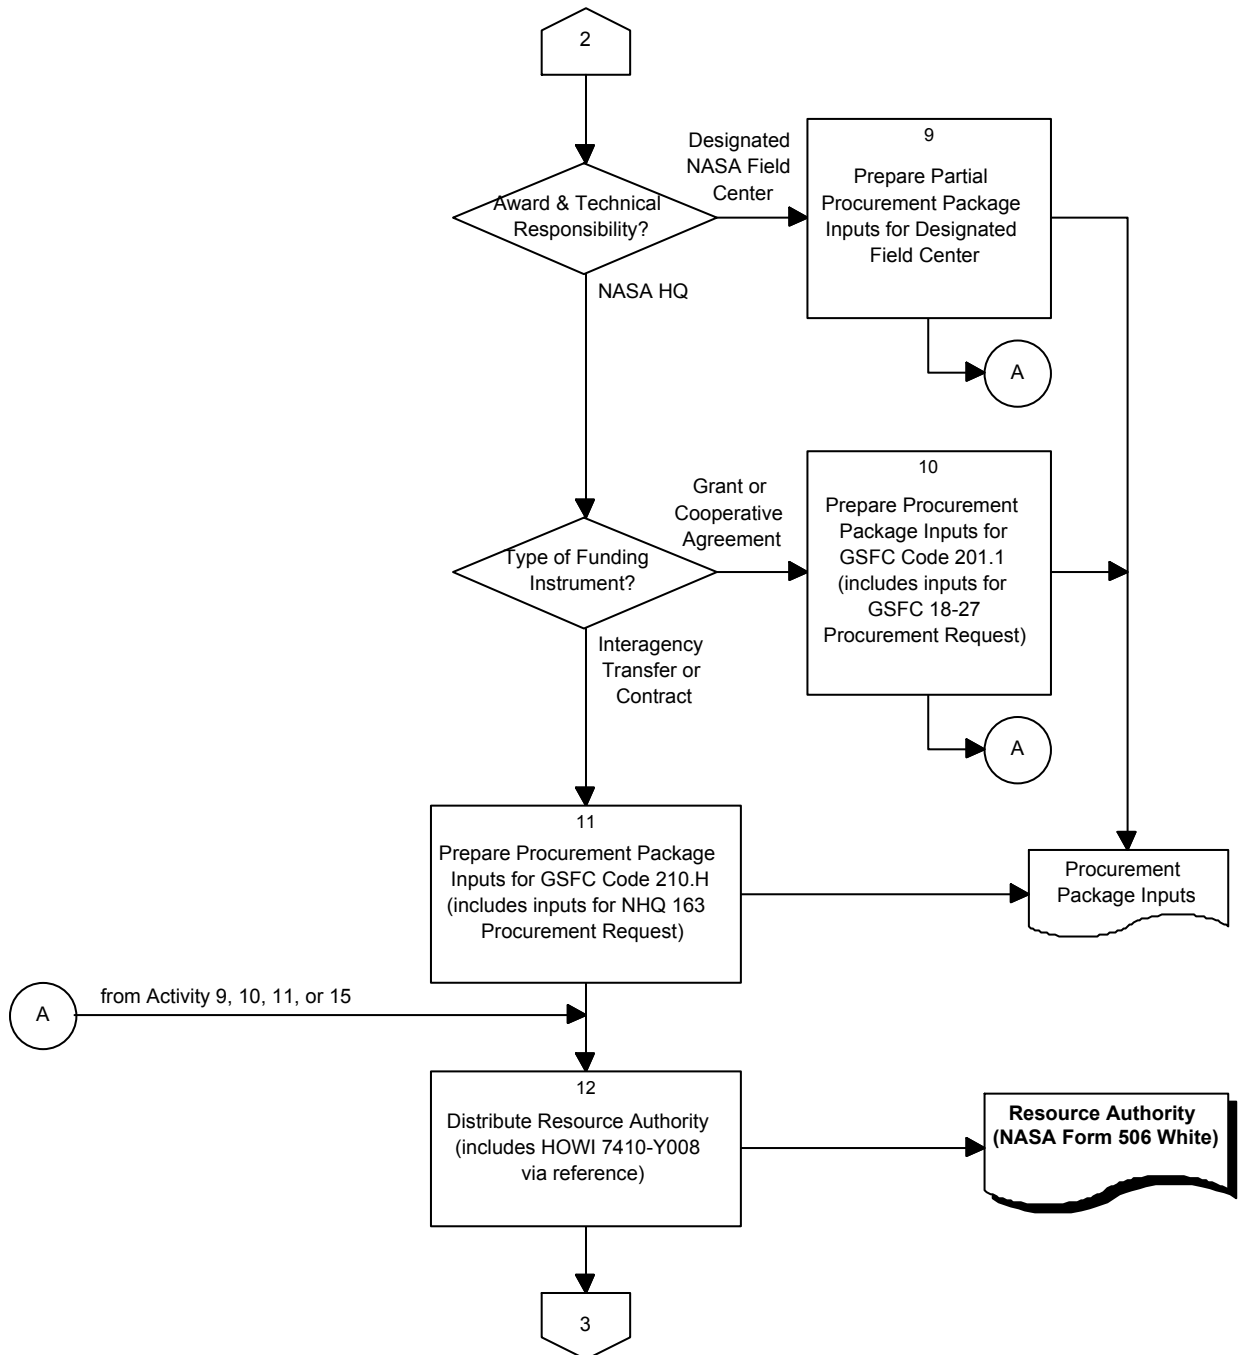 2
Award & Technical
Responsibility?
Designated
NASA Field
Center
9
Prepare Partial
Procurement Package
Inputs for Designated
Field Center
NASA HQ
A
Type of Funding
Instrument?
Grant or
Cooperative
Agreement
10
Prepare Procurement
Package Inputs for
GSFC Code 201.1
(includes inputs for
GSFC 18-27
Procurement Request)
Interagency
Transfer or
Contract
A
11
Prepare Procurement Package
Inputs for GSFC Code 210.H
(includes inputs for NHQ 163
Procurement Request)
Procurement
Package Inputs
A
from Activity 9, 10, 11, or 15
12
Distribute Resource Authority
(includes HOWI 7410-Y008
via reference)
Resource Authority
(NASA Form 506 White)
3